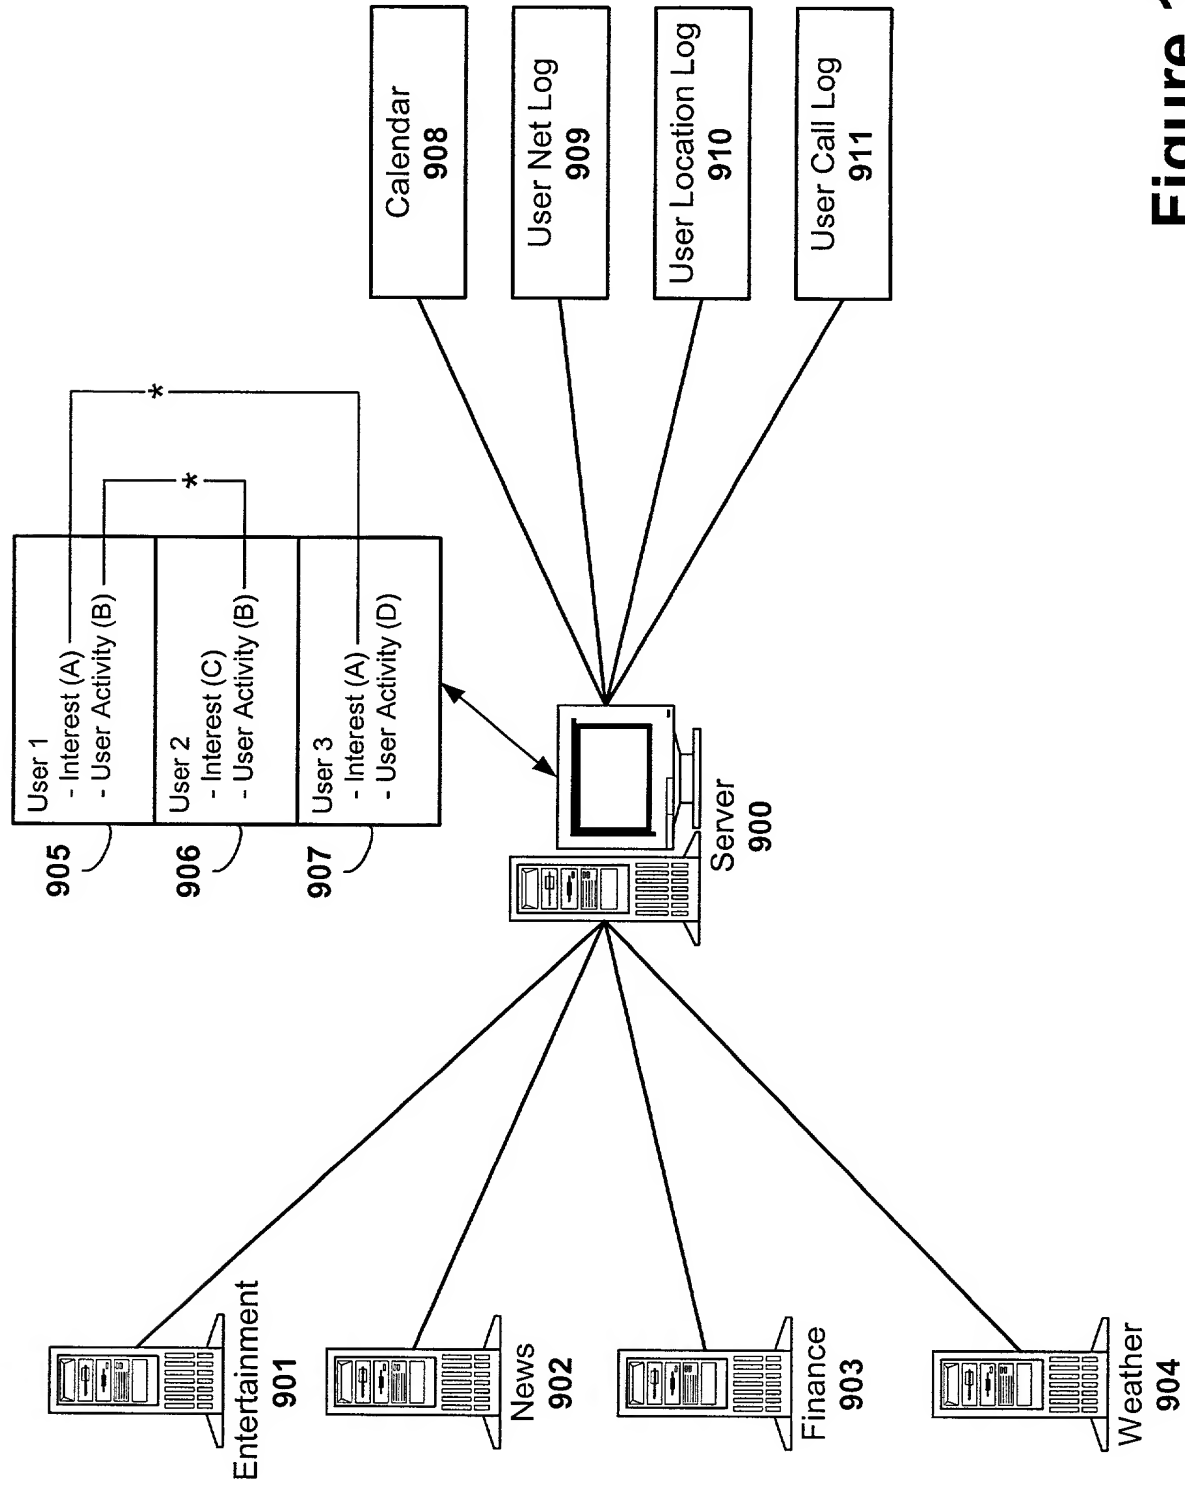 User 1
- Interest (A)
- User Activity (B)
User 2
- Interest (C)
- User Activity (B)
User 3
- Interest (A)
- User Activity (D)
*
*
905
906
907
Calendar
908
User Net Log
909
User Location Log
910
User Call Log
911
Server
900
Entertainment
901
News
902
Finance
903
Weather
904
Figure